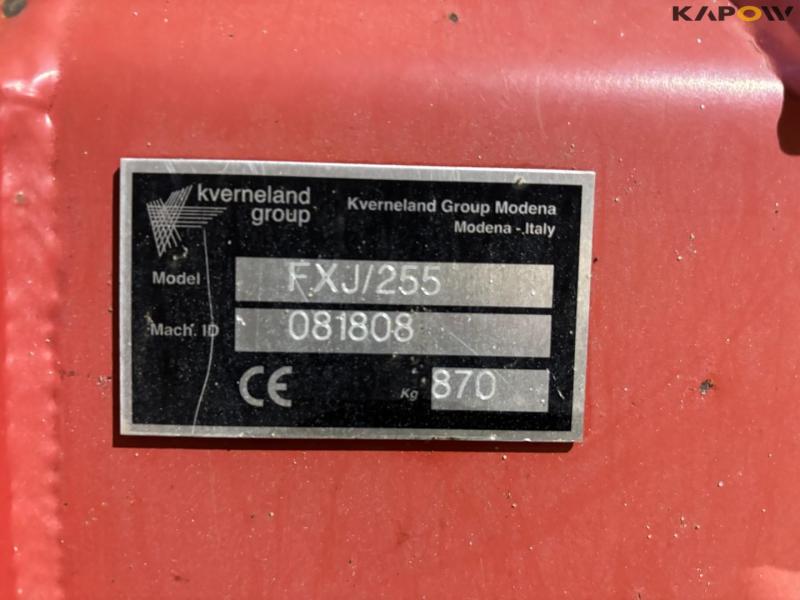 KAPOW
kverneland
group
Kverneland Group Modena
Modena - Italy
Model FXJ/255
Mach. ID 081808
CE Kg 870